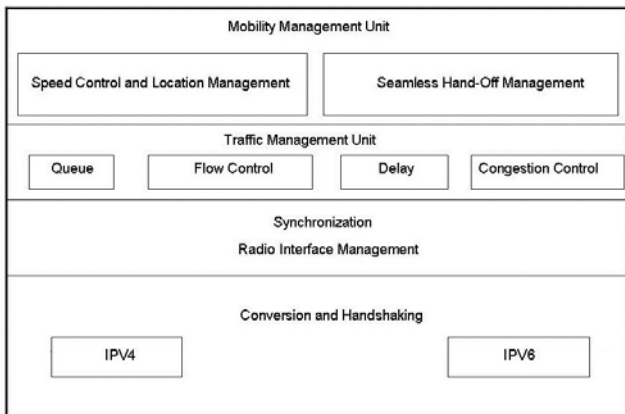 Mobility Management Unit
Speed Control and Location Management
Seamless Hand-Off Management
Traffic Management Unit
Queue
Flow Control
Delay
Congestion Control
Synchronization
Radio Interface Management
Conversion and Handshaking
IPV4
IPV6